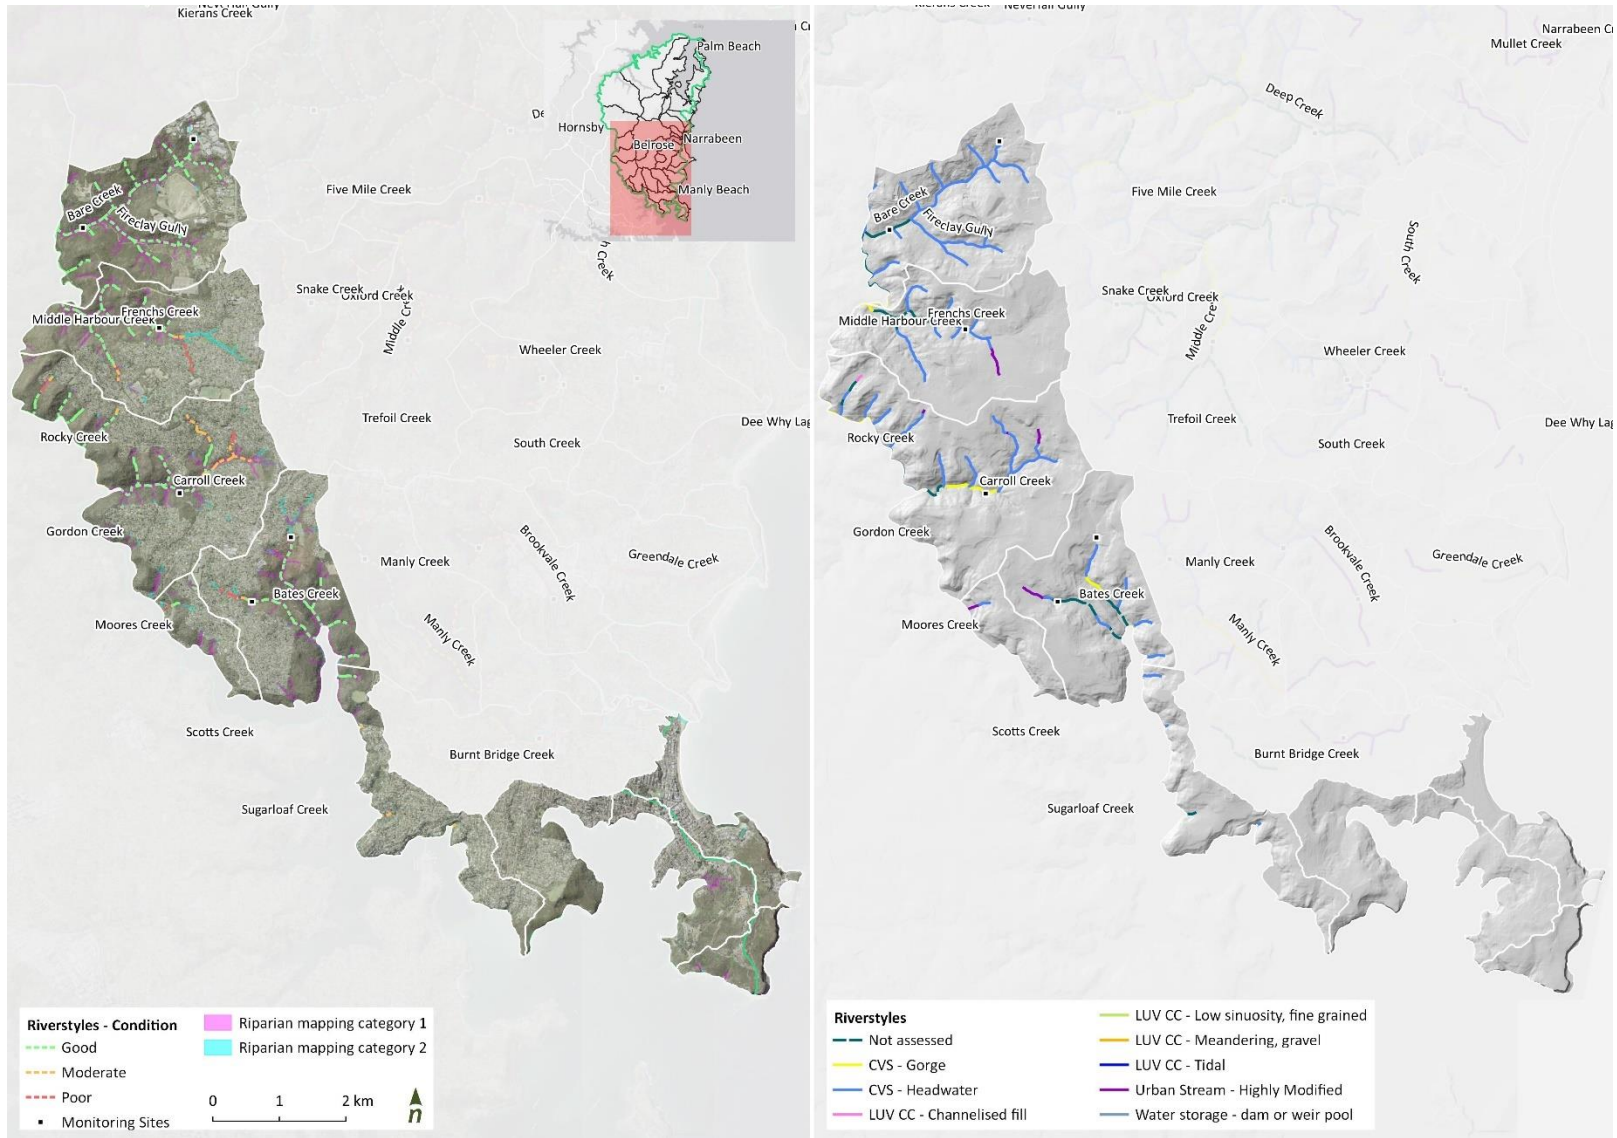 Kierans Creek
Palm Beach
Hornsby
Narrabeen
Belrose
Manly Beach
Five Mile Creek
Bare Creek
Fireclay Gully
Snake Creek
Oxford Creek
Frenchs Creek
Middle Harbour Creek
Wheeler Creek
Trefoil Creek
Dee Why Lag
Rocky Creek
South Creek
Carroll Creek
Gordon Creek
Manly Creek
Brookvale Creek
Greendale Creek
Bates Creek
Moores Creek
Manly Creek
Scotts Creek
Burnt Bridge Creek
Sugarloaf Creek
Riverstyles - Condition
Good
Moderate
Poor
Monitoring Sites
Riparian mapping category 1
Riparian mapping category 2
0 1 2 km
n
Neverfail Gully
Narrabeen C
Mullet Creek
Deep Creek
Five Mile Creek
South Creek
Bare Creek
Fireclay Gully
Snake Creek
Oxford Creek
Frenchs Creek
Middle Harbour Creek
Wheeler Creek
Trefoil Creek
Dee Why Lag
Rocky Creek
South Creek
Carroll Creek
Gordon Creek
Manly Creek
Brookvale Creek
Greendale Creek
Bates Creek
Moores Creek
Manly Creek
Scotts Creek
Burnt Bridge Creek
Sugarloaf Creek
Riverstyles
Not assessed
CVS - Gorge
CVS - Headwater
LUV CC - Channelised fill
LUV CC - Low sinuosity, fine grained
LUV CC - Meandering, gravel
LUV CC - Tidal
Urban Stream - Highly Modified
Water storage - dam or weir pool